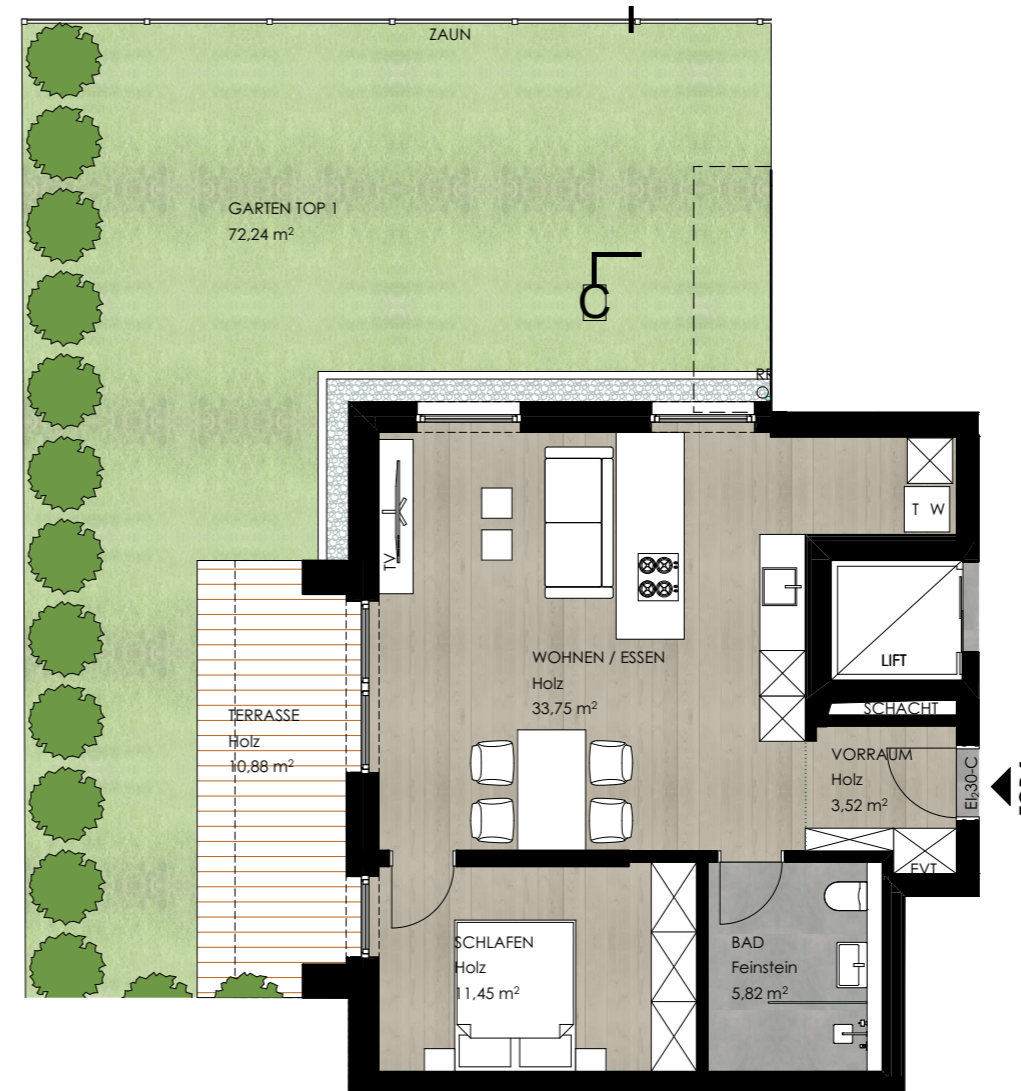 ZAUN
GARTEN TOP 1
72,24 m²
C
T W
TV
LIFT
WOHNEN / ESSEN
Holz
33,75 m²
SCHACHT
TERRASSE
Holz
10,88 m²
VORRAUM
Holz
3,52 m²
EI₂30-C
EVT
SCHLAFEN
Holz
11,45 m²
BAD
Feinstein
5,82 m²